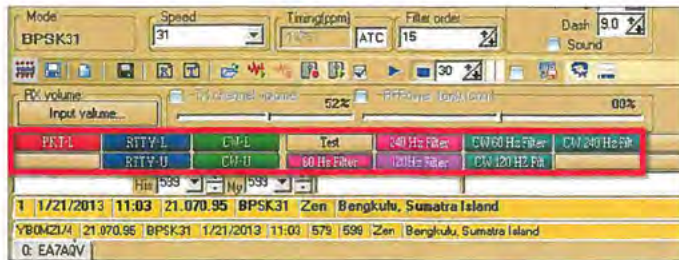 Mode Speed Timing(ppm) Filter order Dash 9.0
BPSK31 31 ATC 15 Sound
30
RX volume 52% 00%
Input value...
PKT-L RTTY-L CW-L Test 240 Hz Filter CW 60 Hz Filter CW 240 Hz Filt
RTTY-U CW-U 60 Hz Filter 120 Hz Filter CW 120 HZ Filt
His 599 My 599
1 1/21/2013 11:03 21.070.95 BPSK31 Zen Bengkulu, Sumatra Island
YB0MZI/4 21.070.95 BPSK31 1/21/2013 11:03 579 599 Zen Bengkulu, Sumatra Island
0: EA7AQV